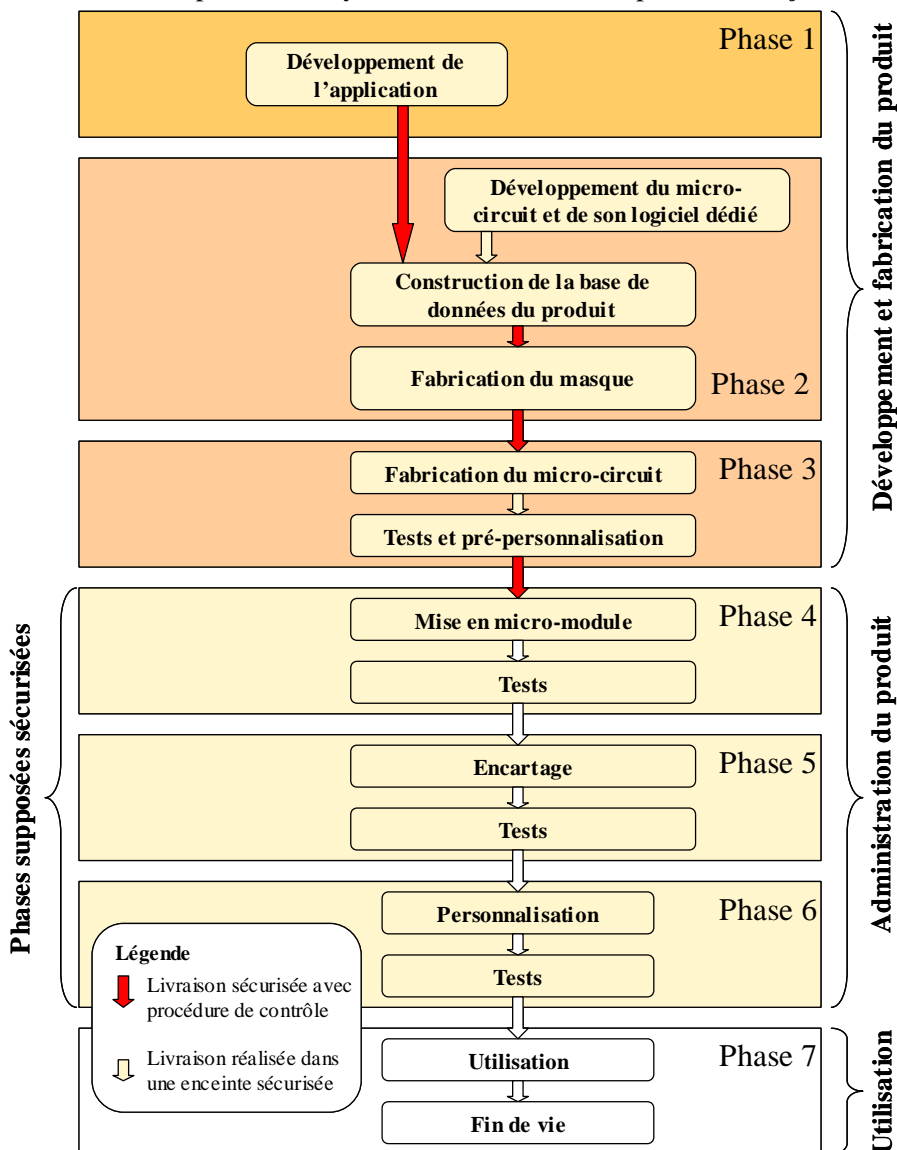 Phase 1
Développement de
l'application
Développement du micro-
circuit et de son logiciel dédié
Construction de la base de
données du produit
Fabrication du masque
Phase 2
Phase 3
Fabrication du micro-circuit
Tests et pré-personnalisation
Développement et fabrication du produit
Phase 4
Mise en micro-module
Tests
Phase 5
Encartage
Tests
Phase 6
Personnalisation
Tests
Phases supposées sécurisées
Administration du produit
Légende
Livraison sécurisée avec
procédure de contrôle
Livraison réalisée dans
une enceinte sécurisée
Phase 7
Utilisation
Fin de vie
Utilisation